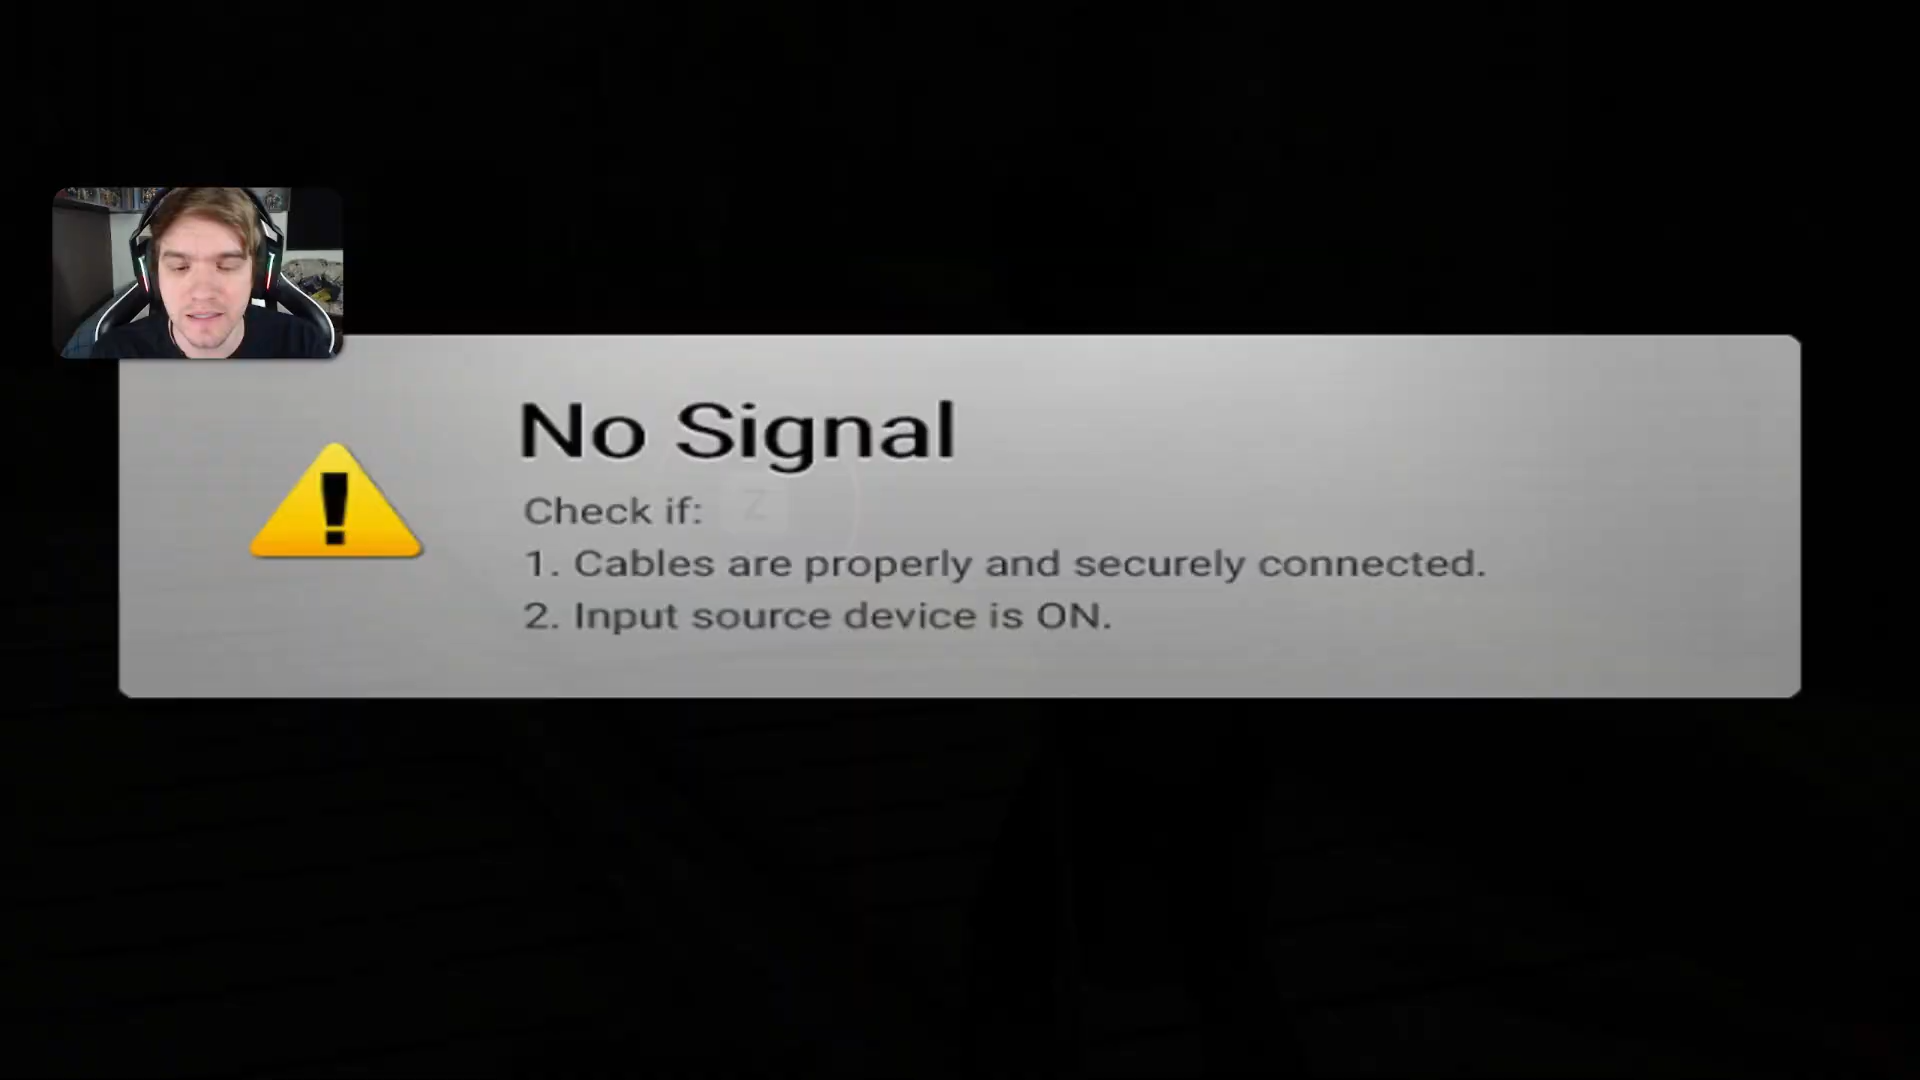 No Signal
Check if:
Z
1. Cables are properly and securely connected.
2. Input source device is ON.